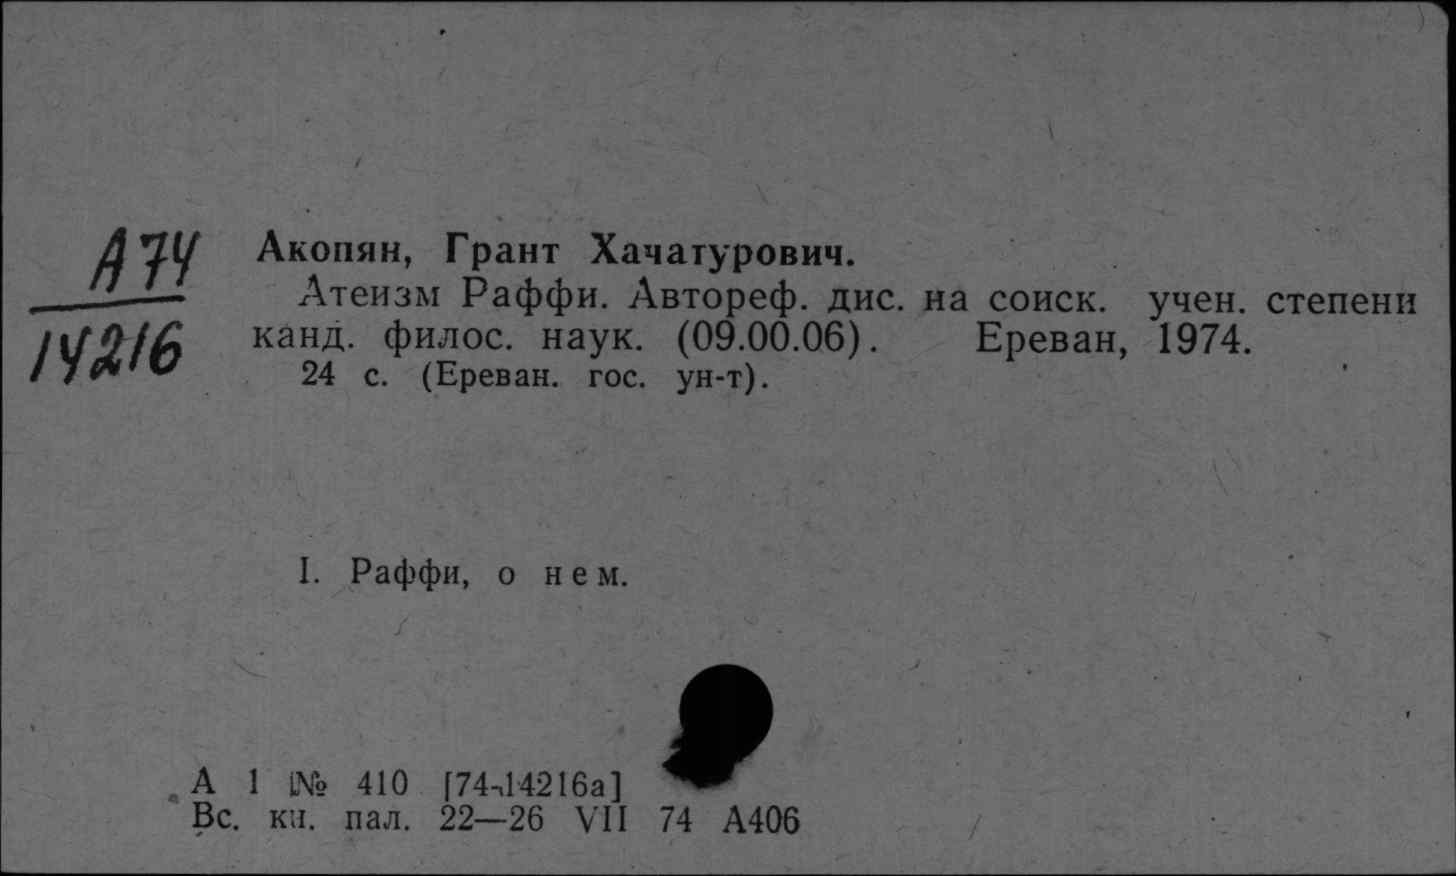 А74
14216
Акопян, Грант Хачатурович.
Атеизм Раффи. Автореф. дис. на соиск. учен. степени
канд. филос. наук. (09.00.06). Ереван, 1974.
24 с. (Ереван. гос. ун-т).
I. Раффи, о нем.
А 1 № 410 [74-14216а]
Вс. кн. пал. 22—26 VII 74 А406